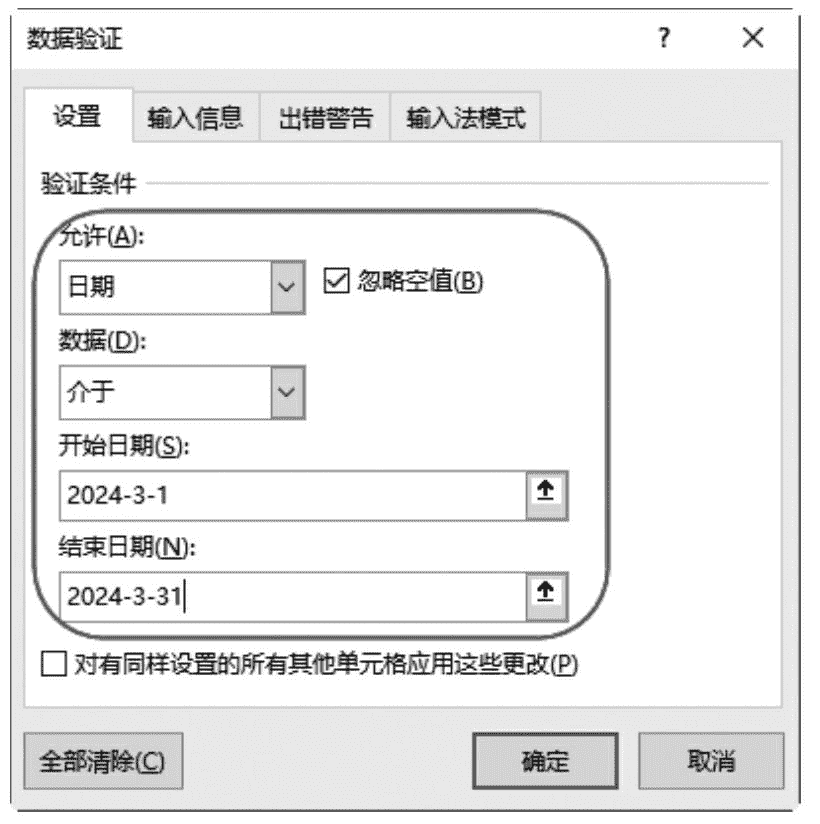 数据验证 ? ×
设置 输入信息 出错警告 输入法模式
验证条件
允许(A):
日期 忽略空值(B)
数据(D):
介于
开始日期(S):
2024-3-1
结束日期(N):
2024-3-31
对有同样设置的所有其他单元格应用这些更改(P)
全部清除(C) 确定 取消